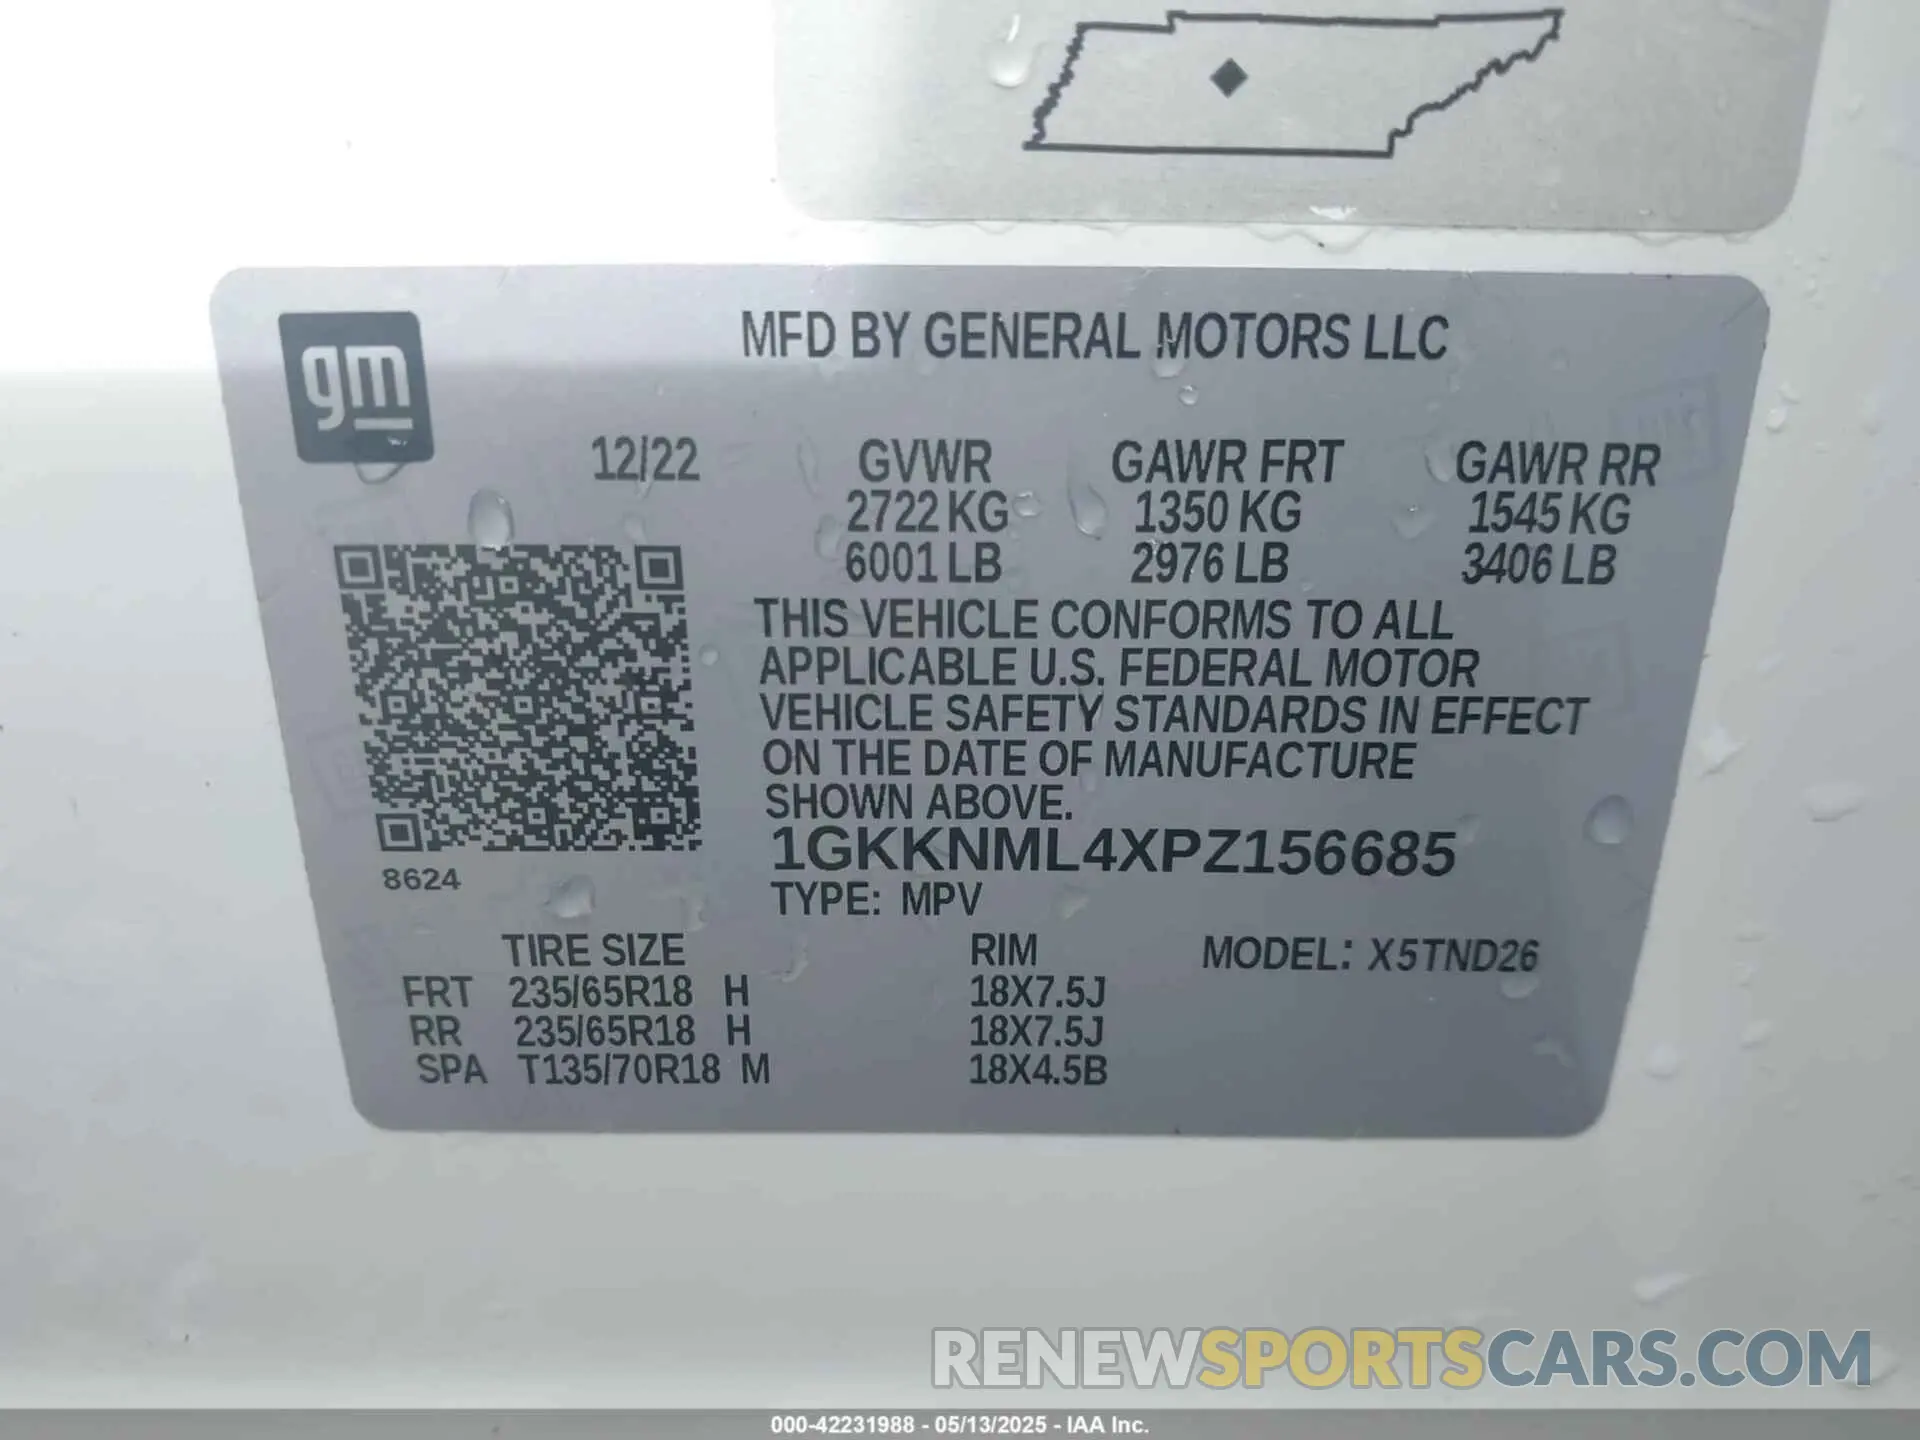 gm
MFD BY GENERAL MOTORS LLC
12/22 GVWR GAWR FRT GAWR RR
2722 KG 1350 KG 1545 KG
6001 LB 2976 LB 3406 LB
THIS VEHICLE CONFORMS TO ALL
APPLICABLE U.S. FEDERAL MOTOR
VEHICLE SAFETY STANDARDS IN EFFECT
ON THE DATE OF MANUFACTURE
SHOWN ABOVE.
1GKKNML4XPZ156685
8624
TYPE: MPV
TIRE SIZE RIM MODEL: X5TND26
FRT 235/65R18 H 18X7.5J
RR 235/65R18 H 18X7.5J
SPA T135/70R18 M 18X4.5B
RENEWSPORTSCARS.COM
000-42231988 - 05/13/2025 - IAA Inc.